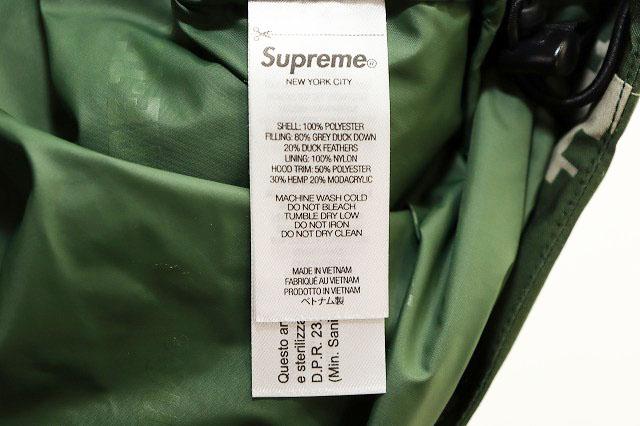 Supreme®
NEW YORK CITY
SHELL: 100% POLYESTER
FILLING: 80% GREY DUCK DOWN
20% DUCK FEATHERS
LINING: 100% NYLON
HOOD TRIM: 50% POLYESTER
30% HEMP 20% MODACRYLIC
MACHINE WASH COLD
DO NOT BLEACH
TUMBLE DRY LOW
DO NOT IRON
DO NOT DRY CLEAN
MADE IN VIETNAM
FABRIQUÉ AU VIETNAM
PRODOTTO IN VIETNAM
ベトナム製
Questo ar
e sterilizza
D.P.R. 23
(Min. Sani